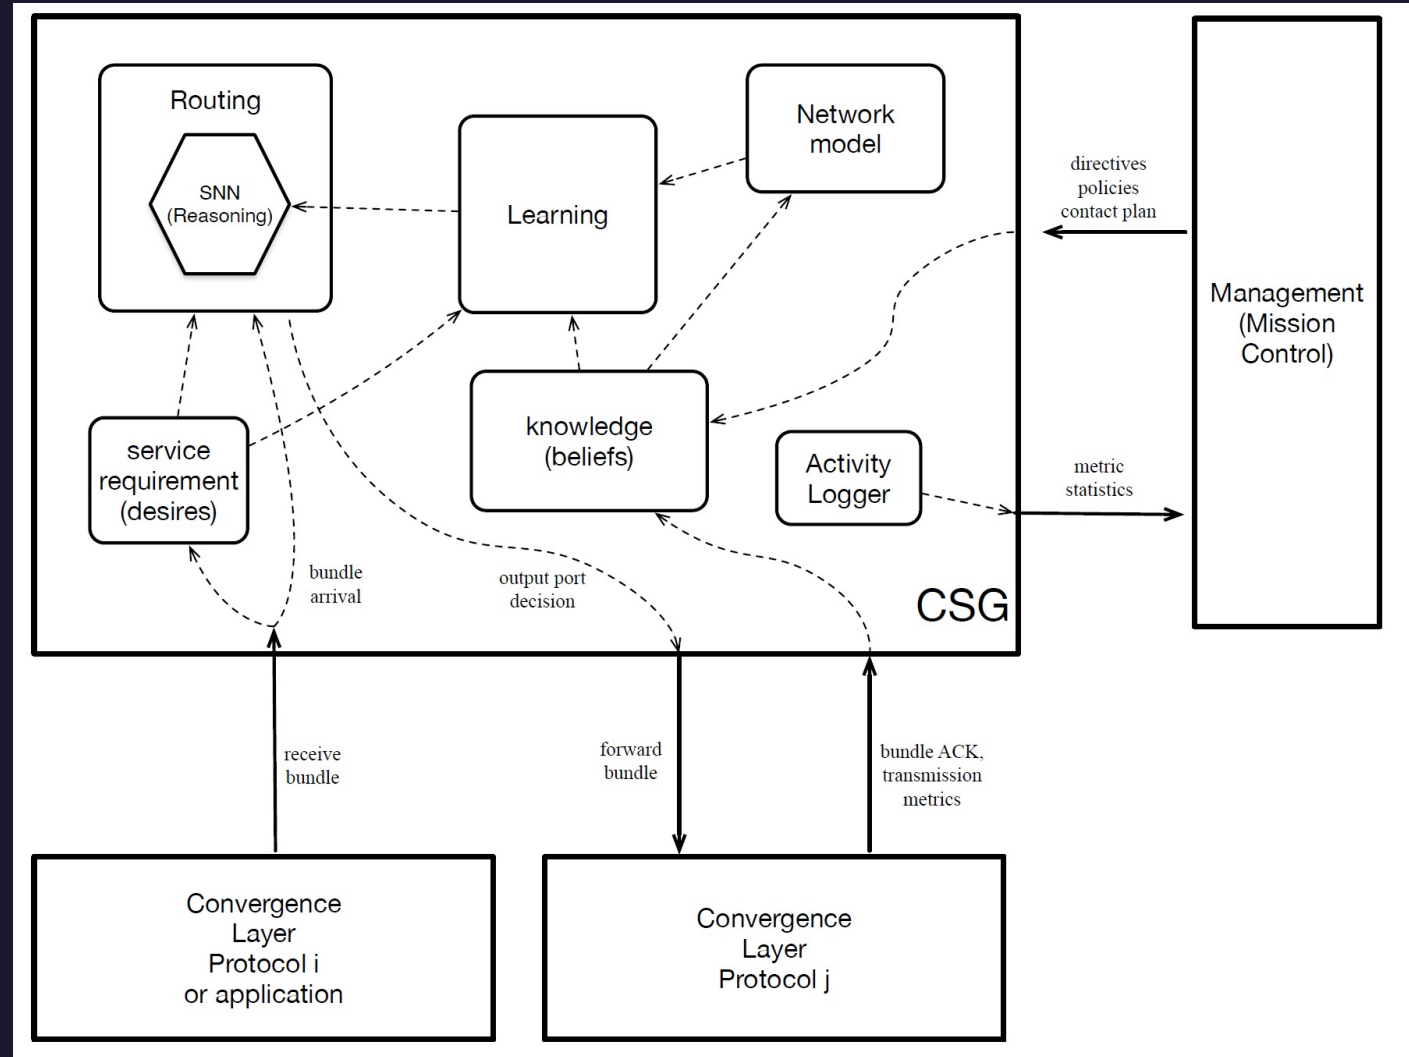 Routing
SNN
(Reasoning)
Learning
Network
model
directives
policies
contact plan
Management
(Mission
Control)
service
requirement
(desires)
knowledge
(beliefs)
Activity
Logger
metric
statistics
bundle
arrival
output port
decision
CSG
receive
bundle
forward
bundle
bundle ACK,
transmission
metrics
Convergence
Layer
Protocol i
or application
Convergence
Layer
Protocol j